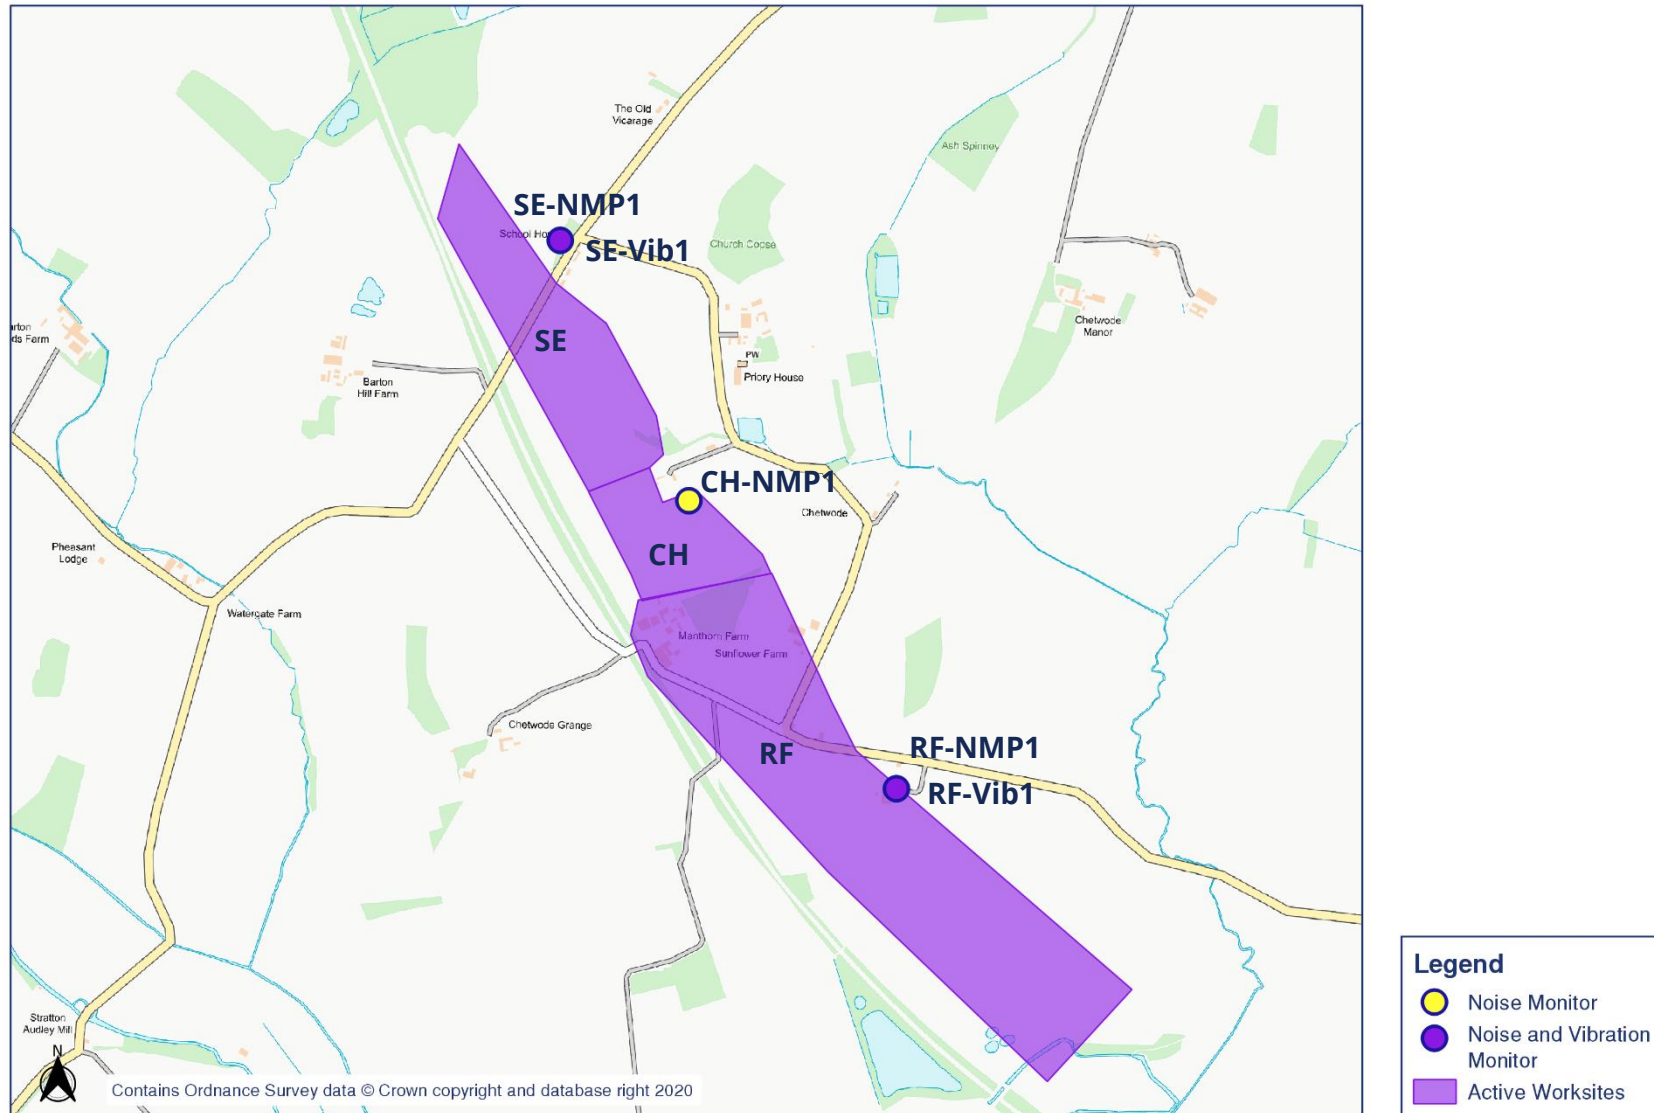 The Old
Vicarage
Ash Spinney
SE-NMP1
SE-Vib1
Church Copse
Chetwode
Manor
SE
PW
Priory House
Barton
Hill Farm
CH-NMP1
Chetwode
Pheasant
Lodge
CH
Watergate Farm
Manthorn Farm
Sunflower Farm
Chetwode Grange
RF
RF-NMP1
RF-Vib1
Stratton
Audley Mill
N
Contains Ordnance Survey data © Crown copyright and database right 2020
Legend
Noise Monitor
Noise and Vibration
Monitor
Active Worksites